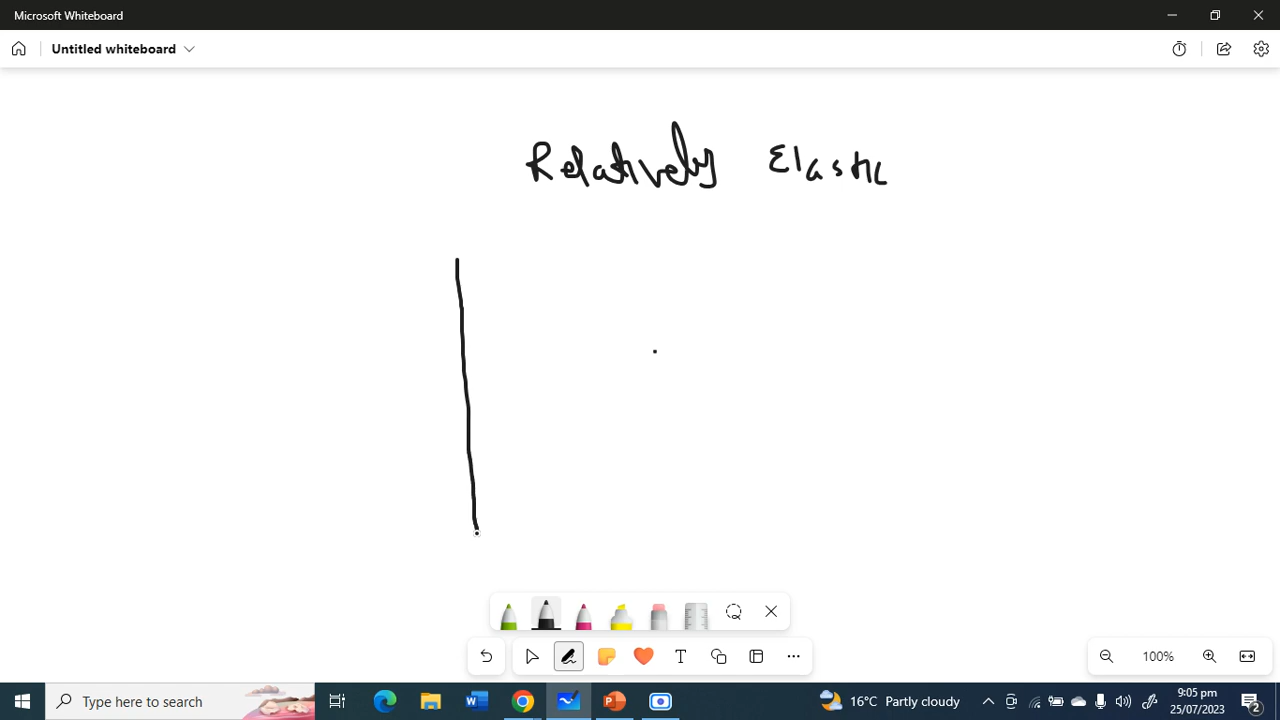 Microsoft Whiteboard
Untitled whiteboard
Relatively Elastic
100%
Type here to search
16°C Partly cloudy
9:05 pm
25/07/2023
2